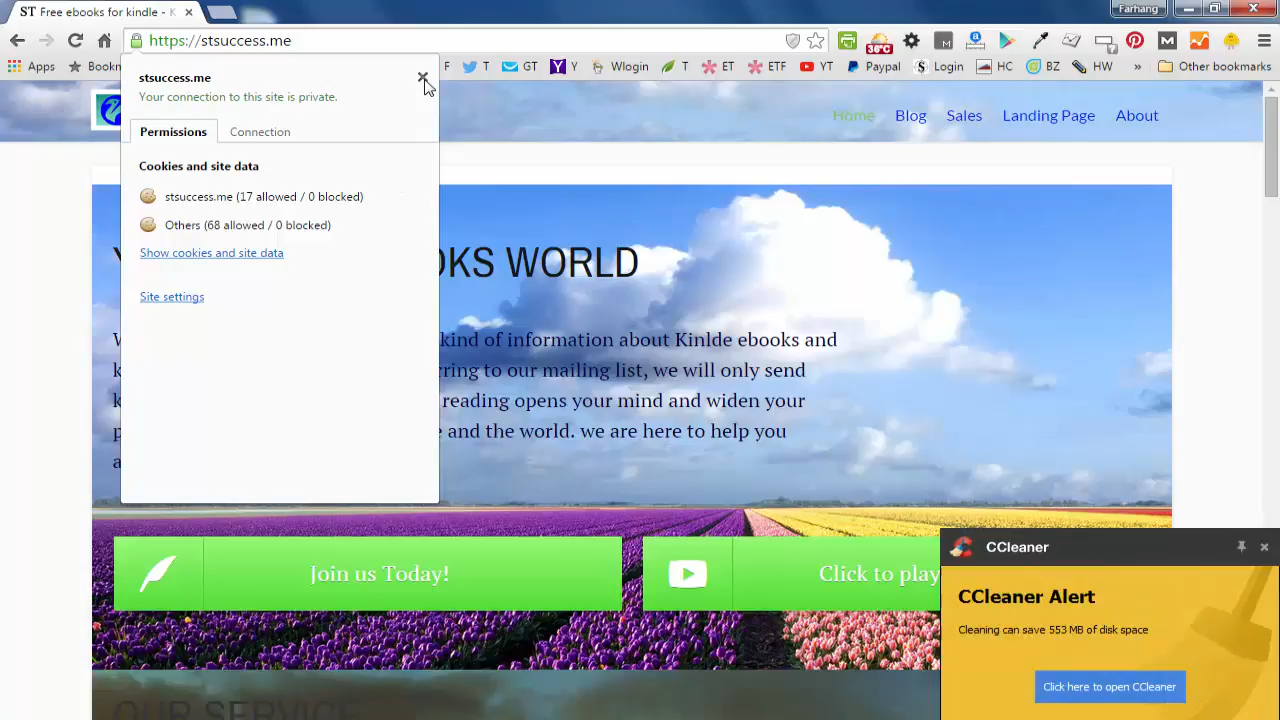 ST Free ebooks for kindle - K
Farhang
https://stsuccess.me
36°C
Apps
Bookn
F
T
GT
Y
Wlogin
T
ET
ETF
YT
Paypal
Login
HC
BZ
HW
»
Other bookmarks
stsuccess.me
Your connection to this site is private.
Permissions
Connection
Cookies and site data
stsuccess.me (17 allowed / 0 blocked)
Others (68 allowed / 0 blocked)
Show cookies and site data
Site settings
Home
Blog
Sales
Landing Page
About
OKS WORLD
kind of information about Kinlde ebooks and
ring to our mailing list, we will only send
reading opens your mind and widen your
e and the world. we are here to help you
Join us Today!
Click to play
OUR SERVICE
CCleaner
CCleaner Alert
Cleaning can save 553 MB of disk space
Click here to open CCleaner